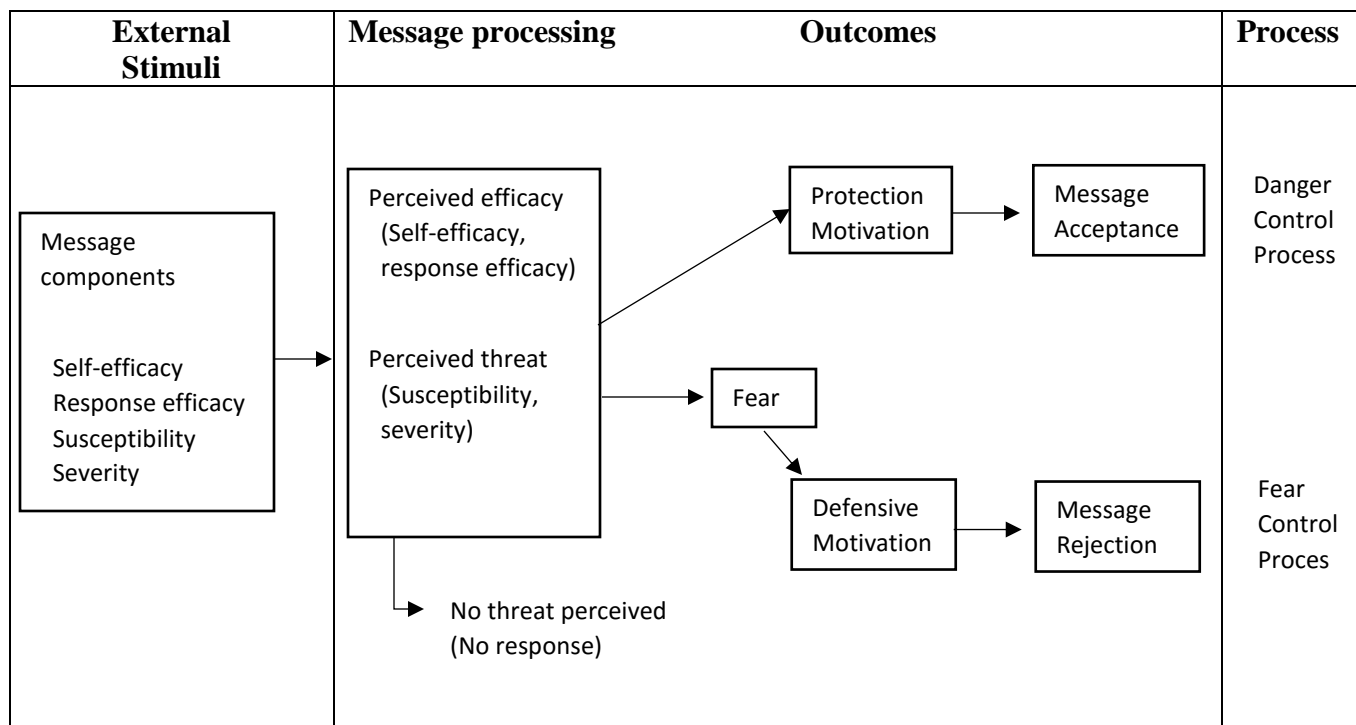 External
Stimuli
Message processing
Outcomes
Process
Message
components
Self-efficacy
Response efficacy
Susceptibility
Severity
Perceived efficacy
(Self-efficacy,
response efficacy)
Perceived threat
(Susceptibility,
severity)
No threat perceived
(No response)
Protection
Motivation
Message
Acceptance
Fear
Defensive
Motivation
Message
Rejection
Danger
Control
Process
Fear
Control
Proces